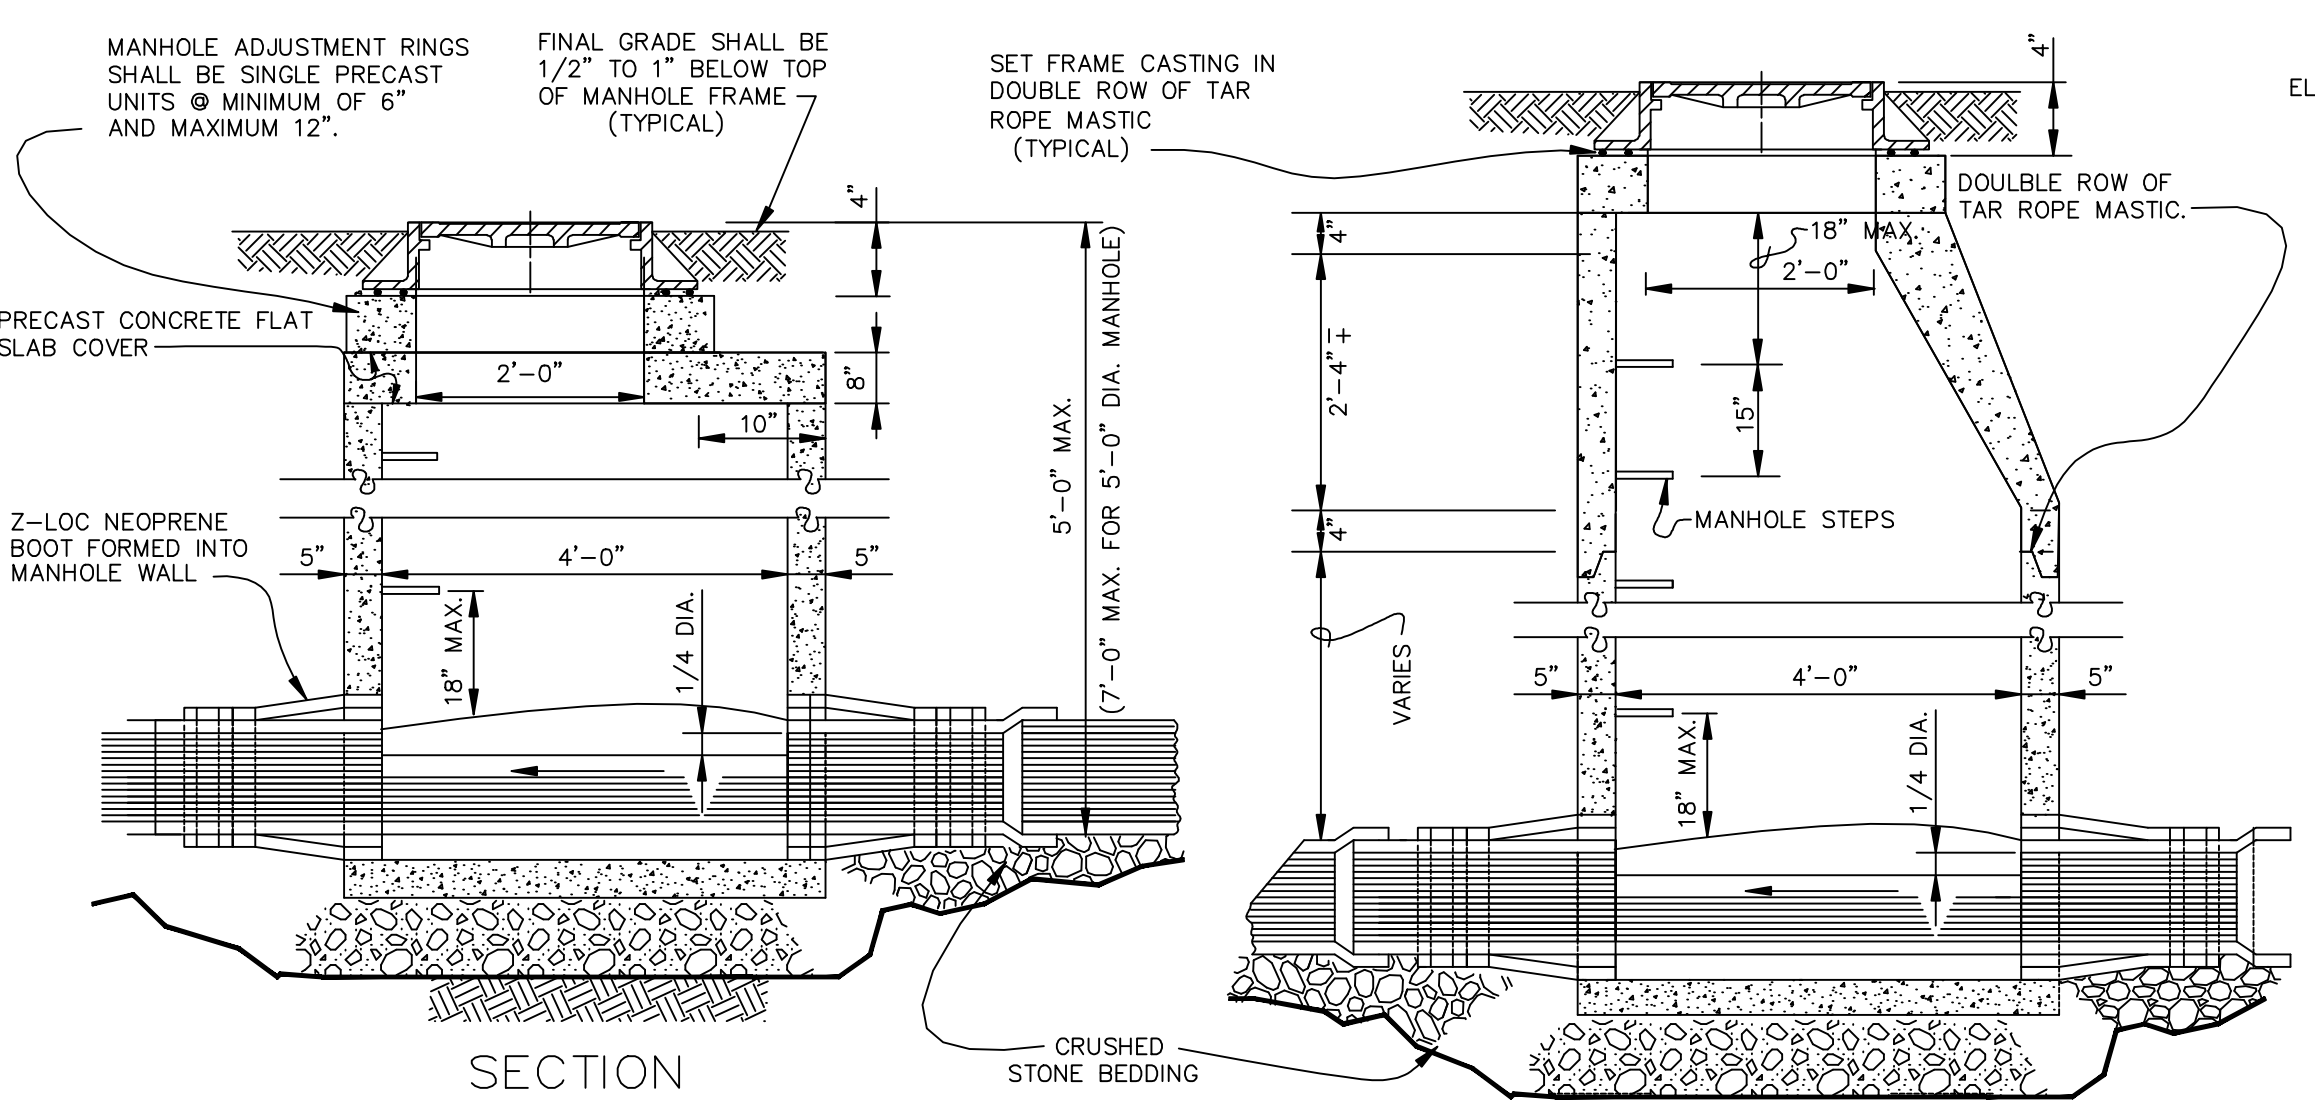 MANHOLE ADJUSTMENT RINGS
SHALL BE SINGLE PRECAST
UNITS @ MINIMUM OF 6"
AND MAXIMUM 12".
FINAL GRADE SHALL BE
1/2" TO 1" BELOW TOP
OF MANHOLE FRAME
(TYPICAL)
4"
PRECAST CONCRETE FLAT
SLAB COVER
2'-0"
8"
10"
Z-LOC NEOPRENE
BOOT FORMED INTO
MANHOLE WALL
5"
4'-0"
5"
18" MAX.
1/4 DIA.
5'-0" MAX.
(7'-0" MAX. FOR 5'-0" DIA. MANHOLE)
SECTION
CRUSHED
STONE BEDDING
SET FRAME CASTING IN
DOUBLE ROW OF TAR
ROPE MASTIC
(TYPICAL)
4"
EL
DOULBLE ROW OF
TAR ROPE MASTIC.
4"
18" MAX.
2'-0"
2'-4" ∓
15"
MANHOLE STEPS
4"
VARIES
5"
4'-0"
5"
18" MAX.
1/4 DIA.